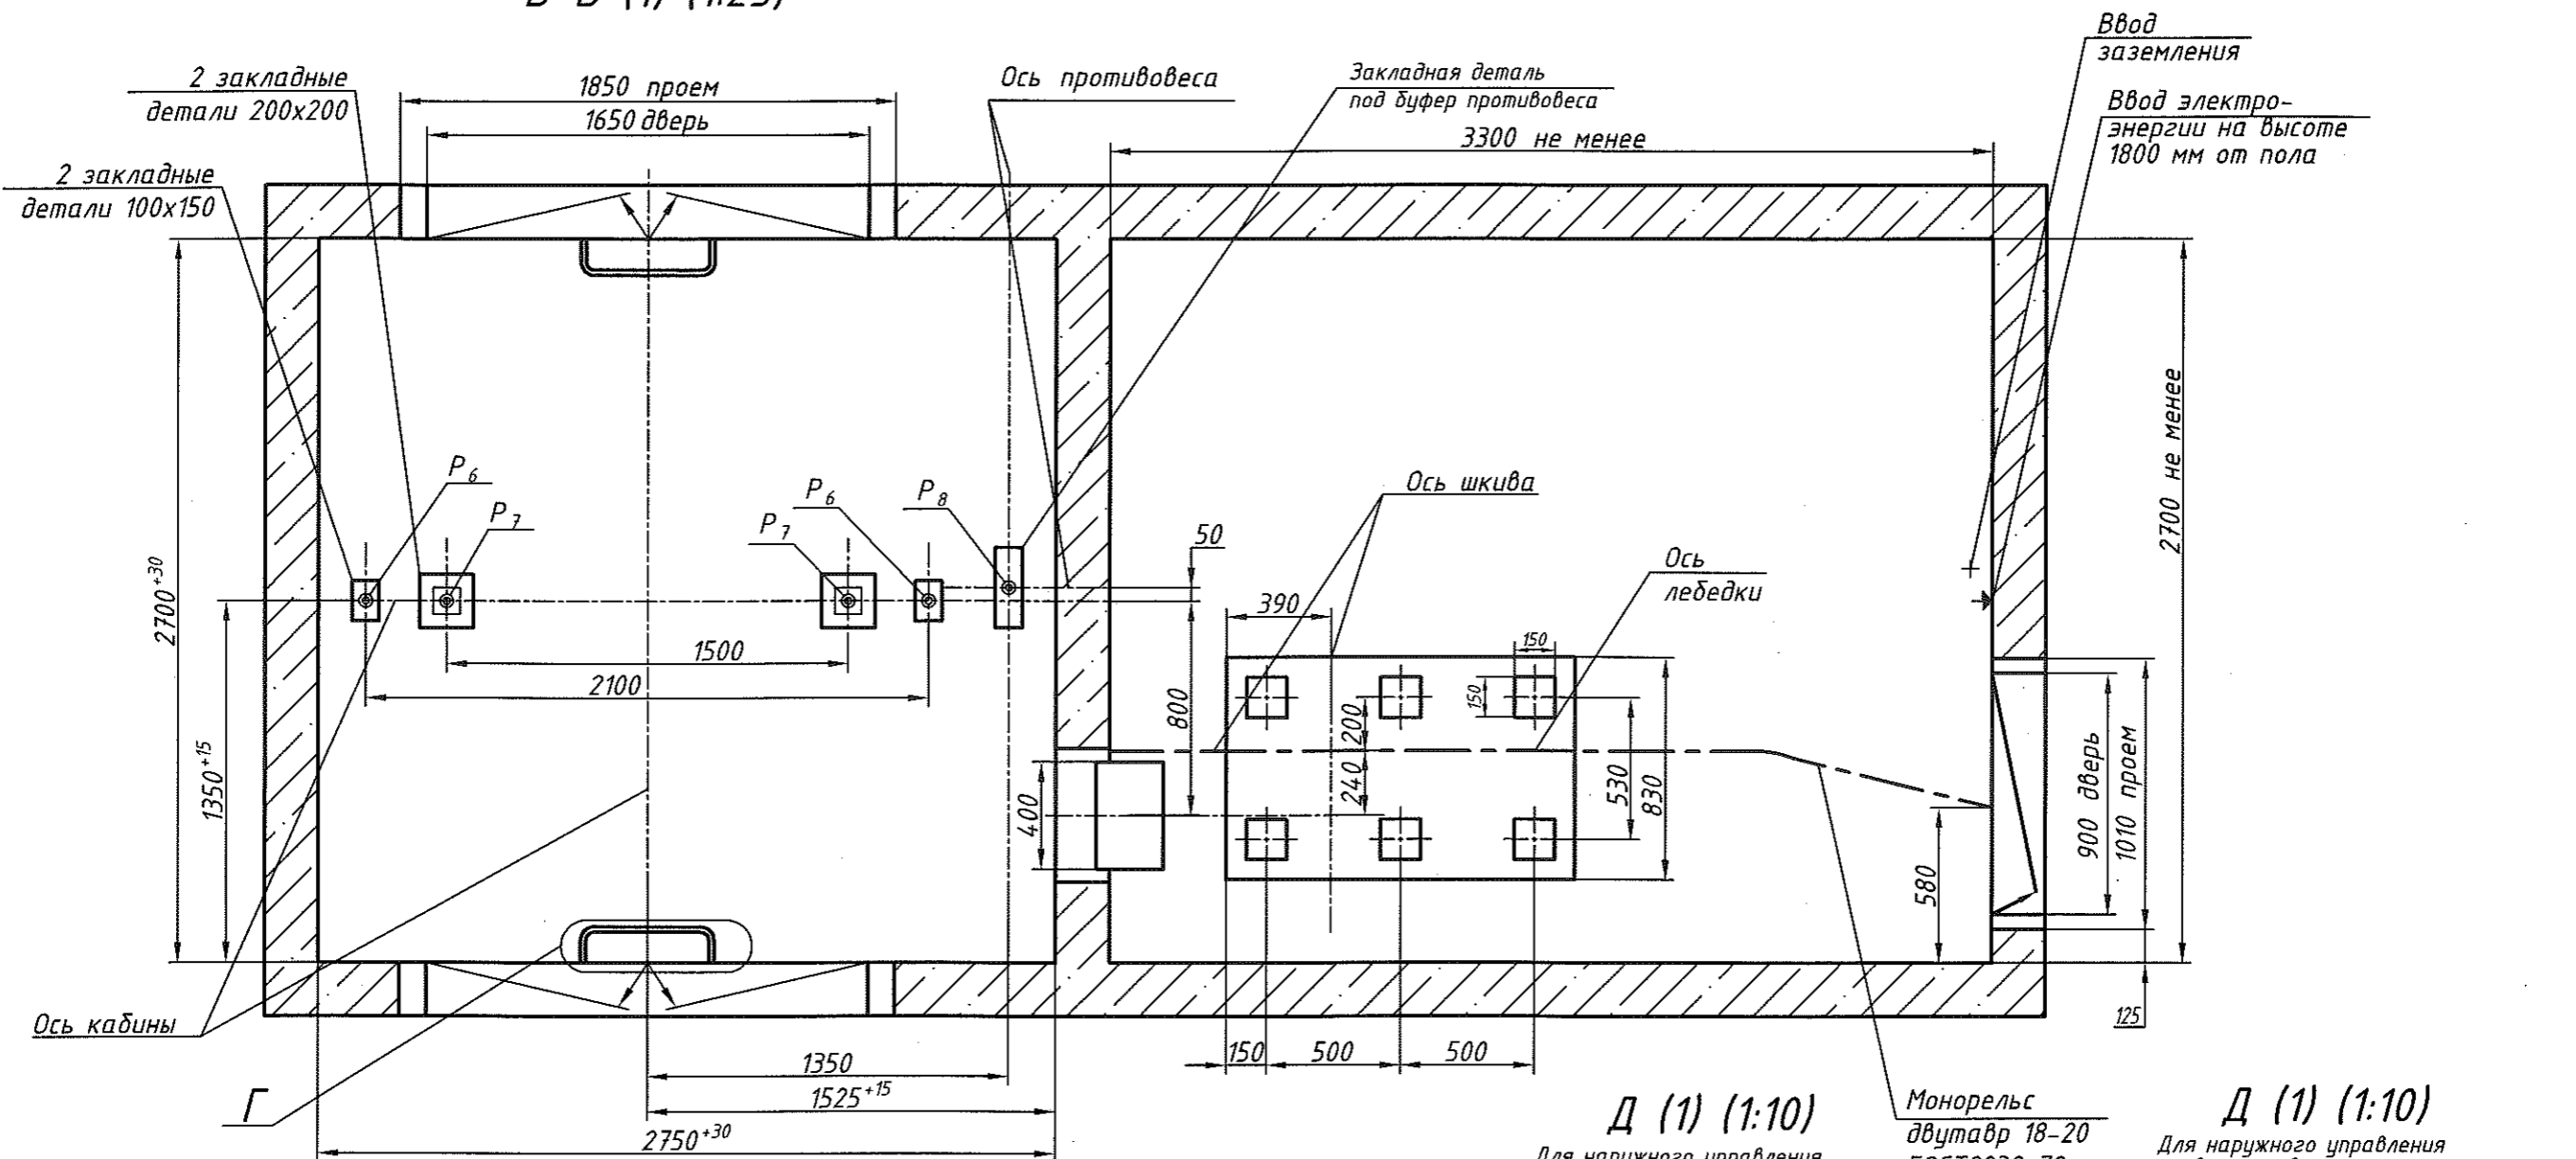 2 закладные
детали 200х200
1850 проем
1650 дверь
Ось противовеса
Закладная деталь
под буфер противовеса
Ввод
заземления
Ввод электро-
энергии на высоте
1800 мм от пола
3300 не менее
2 закладные
детали 100х150
P6
P7
P6
P7
P8
50
Ось шкива
Ось
лебедки
2700 не менее
2700+30
1350+15
1500
2100
800
390
150
150
200
240
530
830
400
580
900 дверь
1010 проем
125
Ось кабины
Г
1350
1525+15
2750+30
150
500
500
Д (1) (1:10)
Для наружного управления
Монорельс
двутавр 18-20
Д (1) (1:10)
Для наружного управления